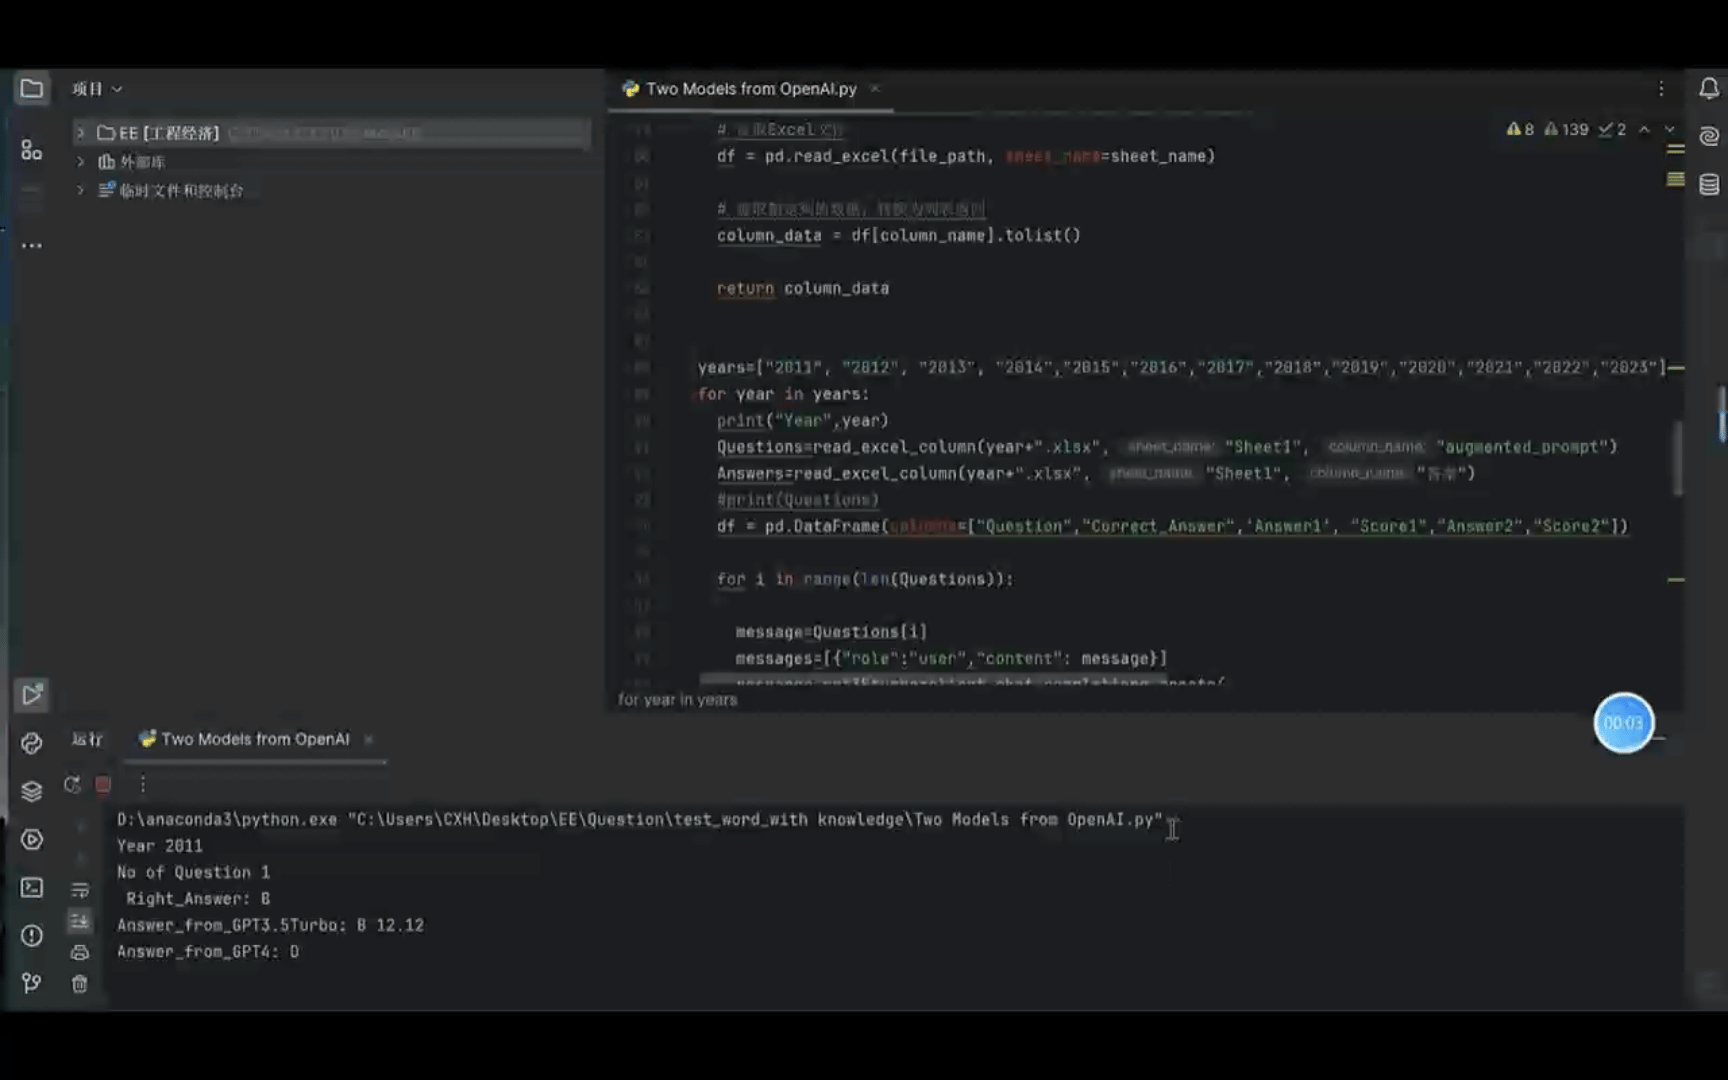 项目
EE [工程经济]
外部库
临时文件和控制台
Two Models from OpenAI.py
8 139 2
df = pd.read_excel(file_path, sheet_name=sheet_name)
column_data = df[column_name].tolist()
return column_data
years=["2011", "2012", "2013", "2014","2015","2016","2017","2018","2019","2020","2021","2022","2023"]
for year in years:
print("Year",year)
Questions=read_excel_column(year+".xlsx", sheet_name: "Sheet1", column_name: "augmented_prompt")
Answers=read_excel_column(year+".xlsx", sheet_name: "Sheet1", column_name: "答案")
#print(Questions)
df = pd.DataFrame(columns=["Question","Correct_Answer",'Answer1', "Score1","Answer2","Score2"])
for i in range(len(Questions)):
message=Questions[i]
messages=[{"role":"user","content": message}]
for year in years
00:03
运行
Two Models from OpenAI
D:\anaconda3\python.exe "C:\Users\CXH\Desktop\EE\Question\test_word_with knowledge\Two Models from OpenAI.py"
Year 2011
No of Question 1
Right_Answer: B
Answer_from_GPT3.5Turbo: B 12.12
Answer_from_GPT4: D